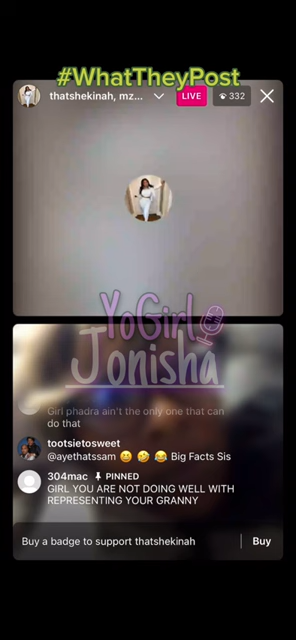 #WhatTheyPost
thatshekinah, mz...
LIVE
332
YoGirl
Jonisha
Girl phadra ain't the only one that can
do that
tootsietosweet
@ayethatssam 😆 🤣 😂 Big Facts Sis
304mac PINNED
GIRL YOU ARE NOT DOING WELL WITH
REPRESENTING YOUR GRANNY
Buy a badge to support thatshekinah
Buy